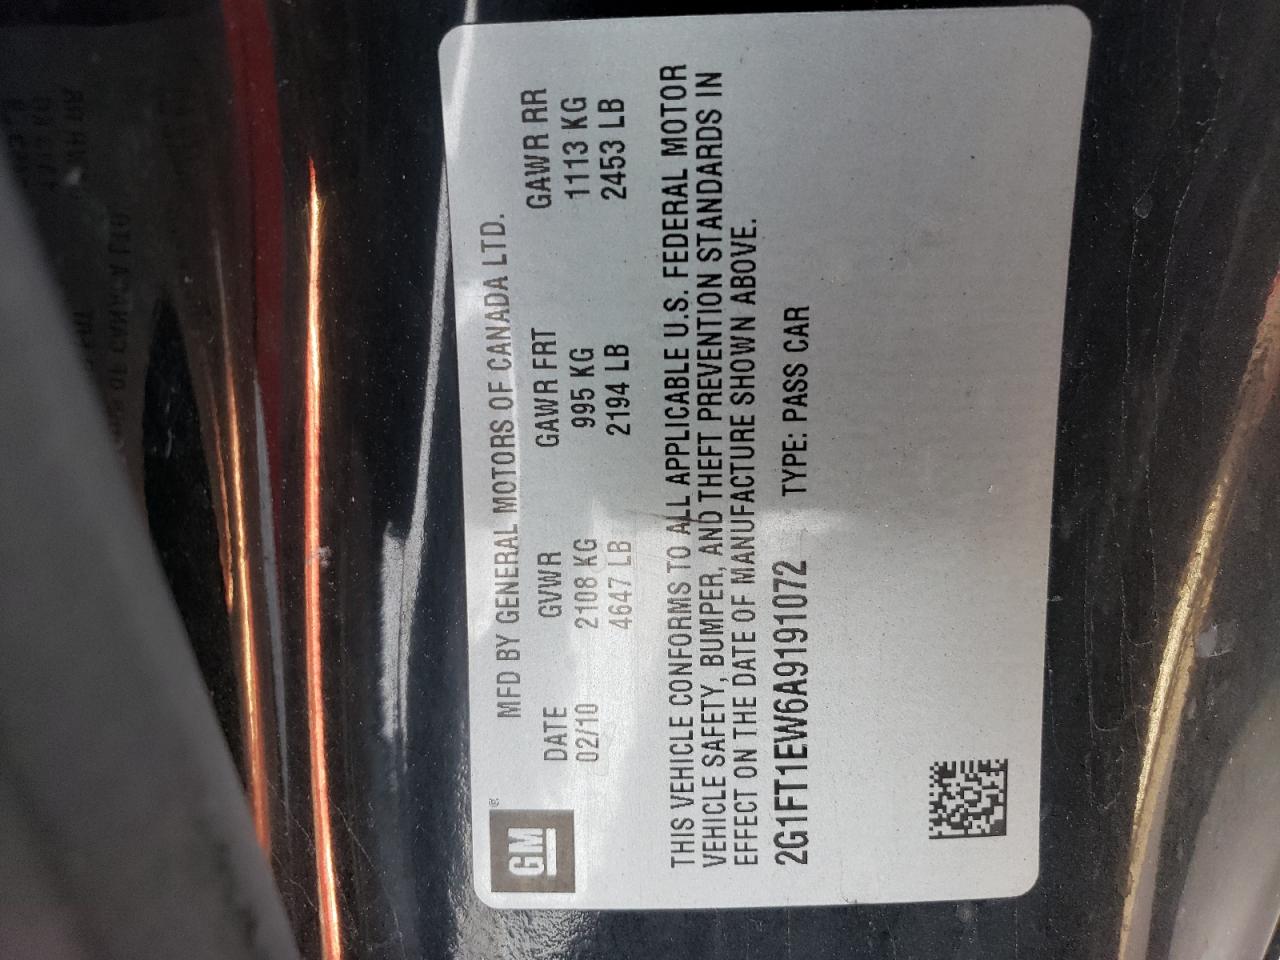 GM®
MFD BY GENERAL MOTORS OF CANADA LTD.
DATE GVWR GAWR FRT GAWR RR
02/10 2108 KG 995 KG 1113 KG
4647 LB 2194 LB 2453 LB
THIS VEHICLE CONFORMS TO ALL APPLICABLE U.S. FEDERAL MOTOR
VEHICLE SAFETY, BUMPER, AND THEFT PREVENTION STANDARDS IN
EFFECT ON THE DATE OF MANUFACTURE SHOWN ABOVE.
2G1FT1EW6A9191072 TYPE: PASS CAR